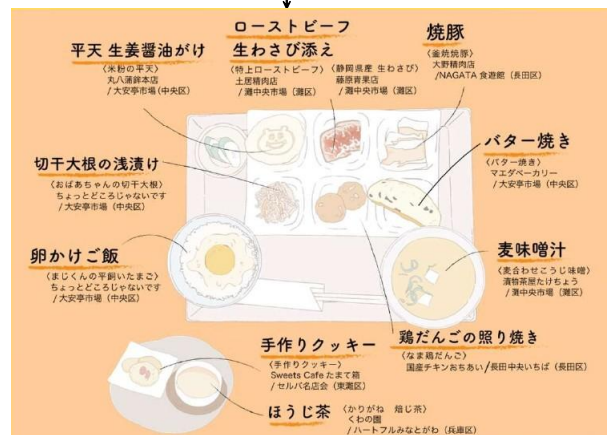 平天 生姜醤油がけ
〈米粉の平天〉
丸八蒲鉾本店
/大安亭市場(中央区)
ローストビーフ
生わさび添え
〈特上ローストビーフ〉
土居精肉店
/灘中央市場(灘区)
〈静岡県産 生わさび〉
藤原青果店
/灘中央市場(灘区)
焼豚
〈釜焼焼豚〉
大野精肉店
/NAGATA 食遊館(長田区)
切干大根の浅漬け
〈おばあちゃんの切干大根〉
ちょっとどころじゃないです
/大安亭市場(中央区)
バター焼き
〈バター焼き〉
マエダベーカリー
/大安亭市場(中央区)
卵かけご飯
〈まじくんの平飼いたまご〉
ちょっとどころじゃないです
/大安亭市場(中央区)
麦味噌汁
〈麦合わせこうじ味噌〉
漬物茶屋たけちょう
/灘中央市場(灘区)
鶏だんごの照り焼き
〈なま鶏だんご〉
国産チキンおちあい/長田中央いちば(長田区)
手作りクッキー
〈手作りクッキー〉
Sweets Cafe たまて箱
/セルバ名店会(東灘区)
ほうじ茶
〈かりがね 焙じ茶〉
くわの園
/ハートフルみなとがわ(兵庫区)